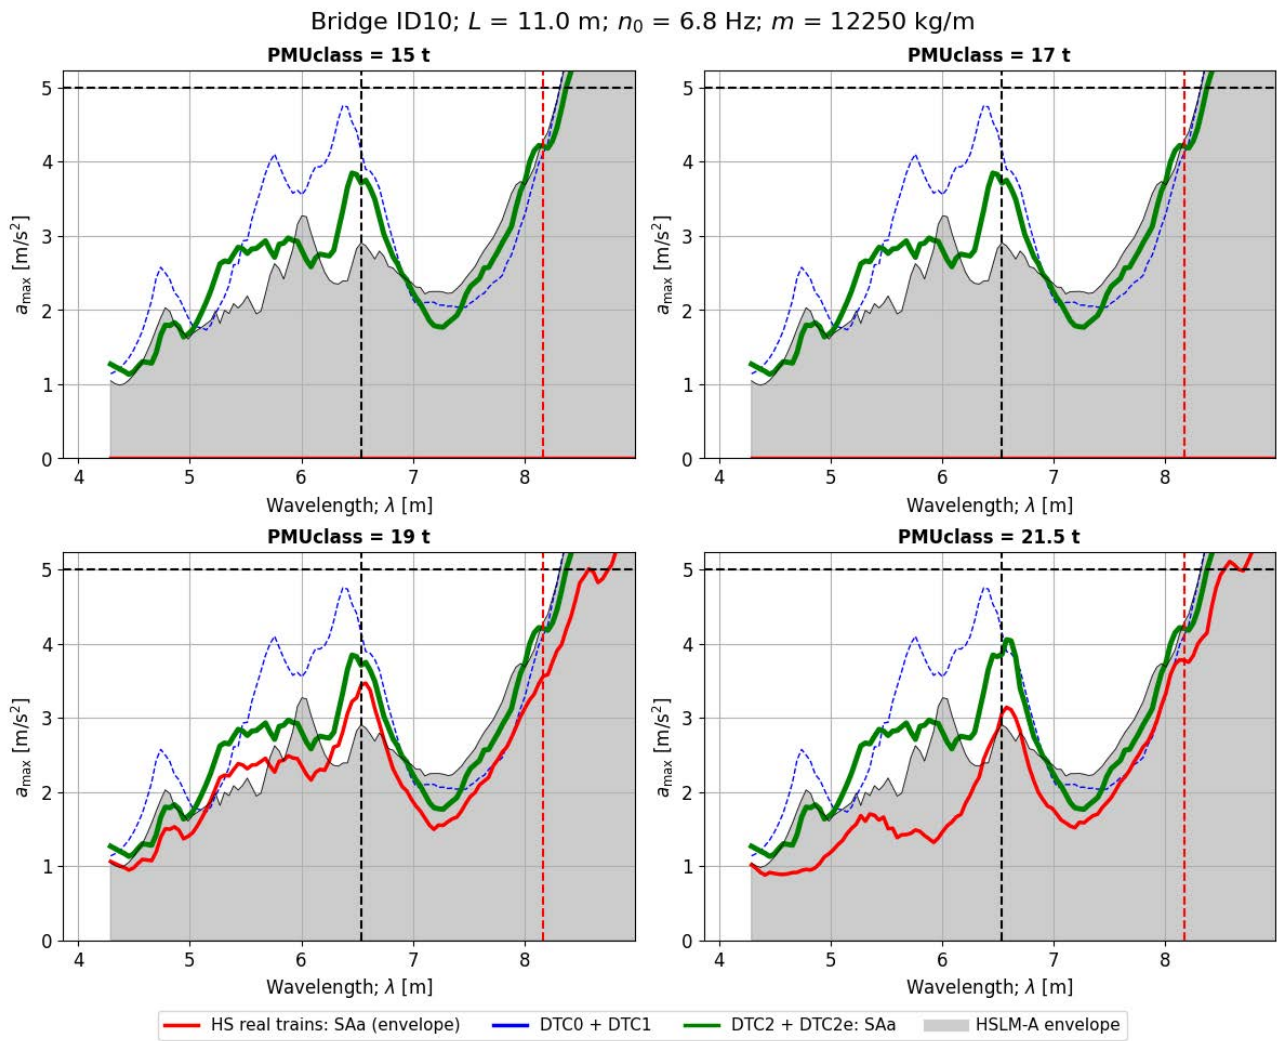 Bridge ID10; L = 11.0 m; n₀ = 6.8 Hz; m = 12250 kg/m
PMUclass = 15 t
5
4
3
2
1
0
a_max [m/s²]
4 5 6 7 8
Wavelength; λ [m]
PMUclass = 17 t
5
4
3
2
1
0
a_max [m/s²]
4 5 6 7 8
Wavelength; λ [m]
PMUclass = 19 t
5
4
3
2
1
0
a_max [m/s²]
4 5 6 7 8
Wavelength; λ [m]
PMUclass = 21.5 t
5
4
3
2
1
0
a_max [m/s²]
4 5 6 7 8
Wavelength; λ [m]
HS real trains: SAa (envelope) DTC0 + DTC1 DTC2 + DTC2e: SAa HSLM-A envelope